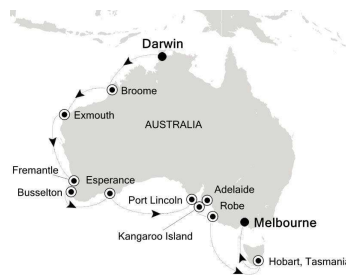 Darwin
Broome
Exmouth
AUSTRALIA
Fremantle
Esperance
Busselton
Port Lincoln
Adelaide
Robe
Kangaroo Island
Melbourne
Hobart, Tasmania